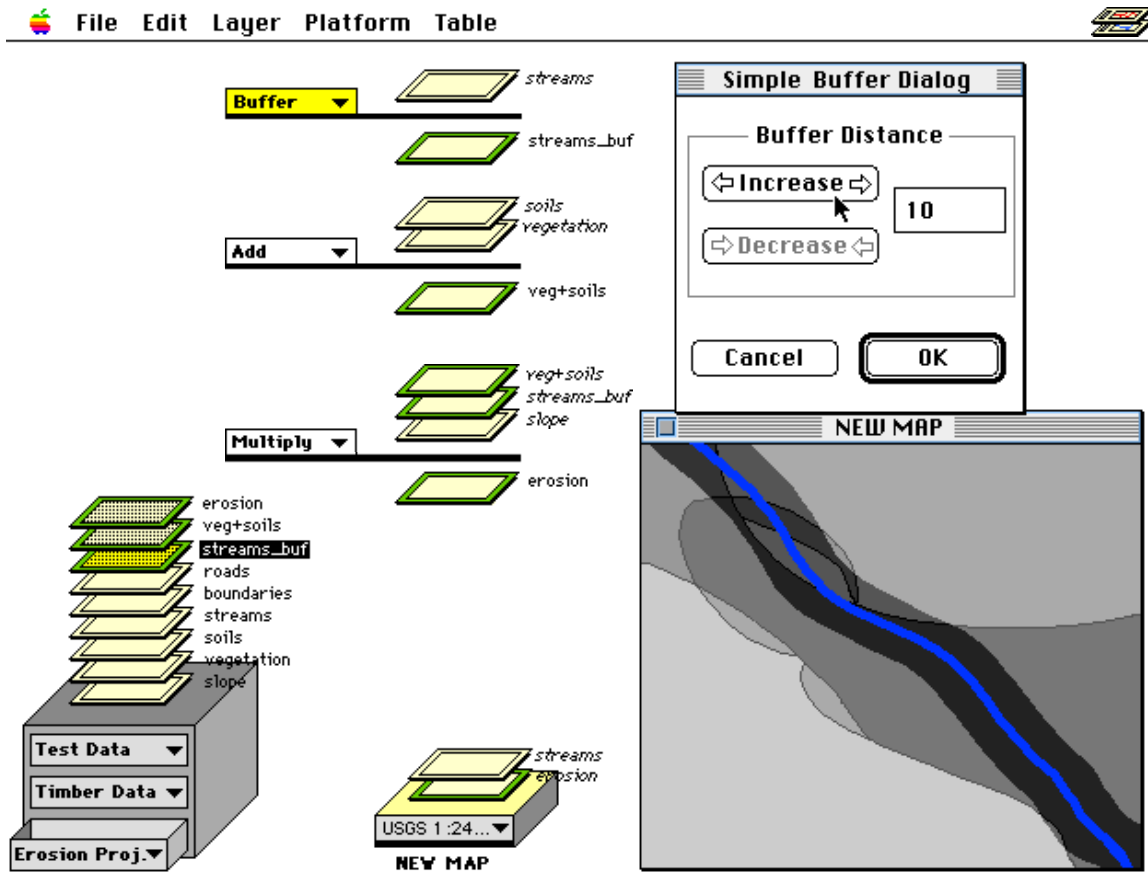 File Edit Layer Platform Table
streams
Buffer
streams_buf
soils
vegetation
Add
veg+soils
veg+soils
streams_buf
slope
Multiply
erosion
Simple Buffer Dialog
Buffer Distance
Increase
10
Decrease
Cancel OK
NEW MAP
erosion
veg+soils
streams_buf
roads
boundaries
streams
soils
vegetation
slope
Test Data
Timber Data
Erosion Proj.
streams
erosion
USGS 1:24...
NEW MAP